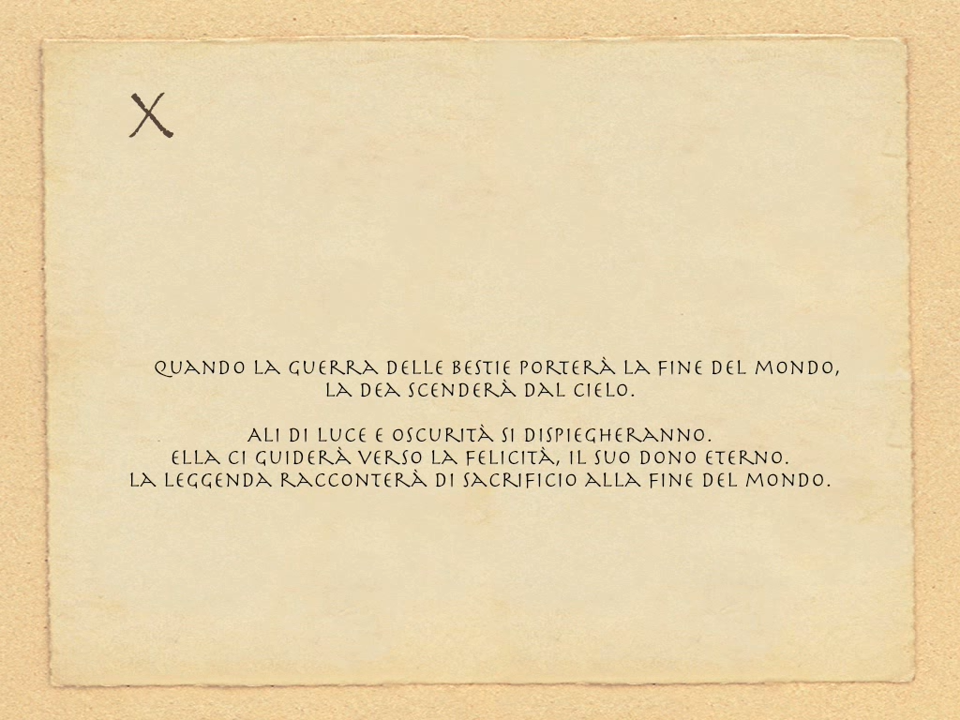 X
Quando la guerra delle bestie porterà la fine del mondo,
la dea scenderà dal cielo.
Ali di luce e oscurità si dispiegheranno.
Ella ci guiderà verso la felicità, il suo dono eterno.
La leggenda racconterà di sacrificio alla fine del mondo.